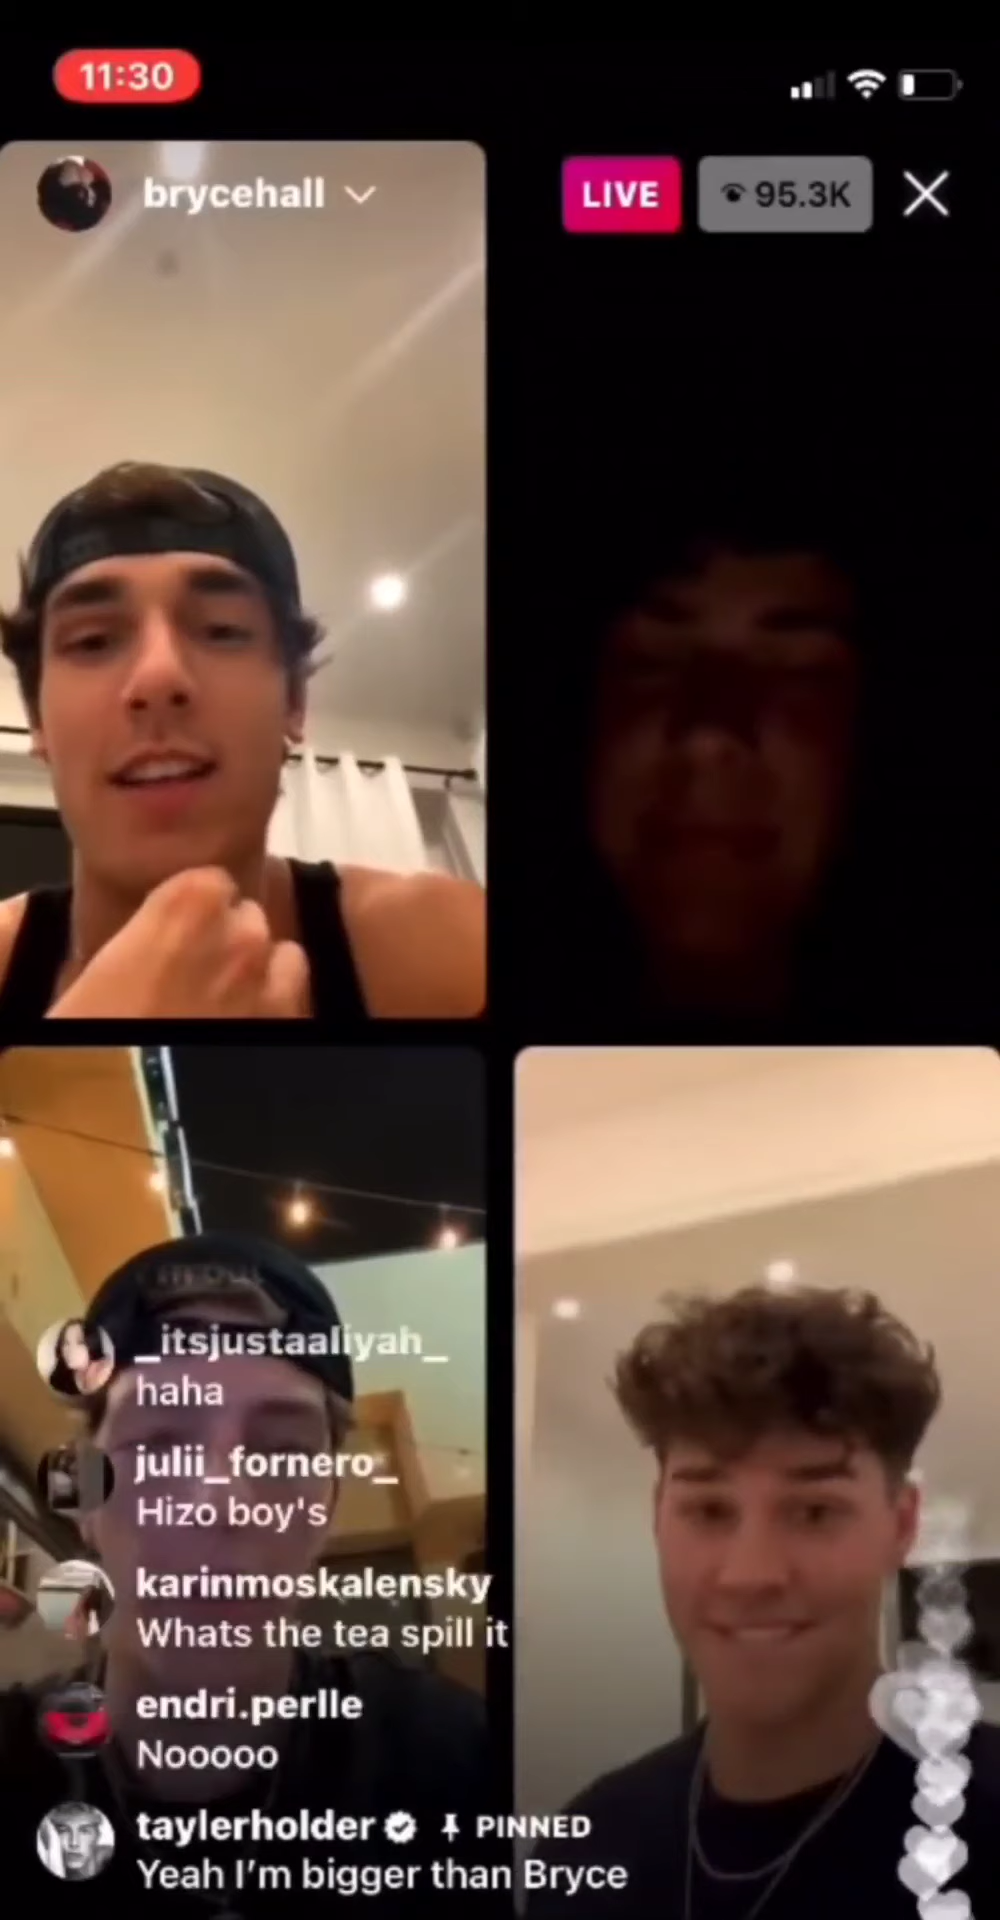 11:30
brycehall
LIVE
95.3K
_itsjustaaliyah_
haha
julii_fornero_
Hizo boy's
karinmoskalensky
Whats the tea spill it
endri.perlle
Nooooo
taylerholder PINNED
Yeah I'm bigger than Bryce